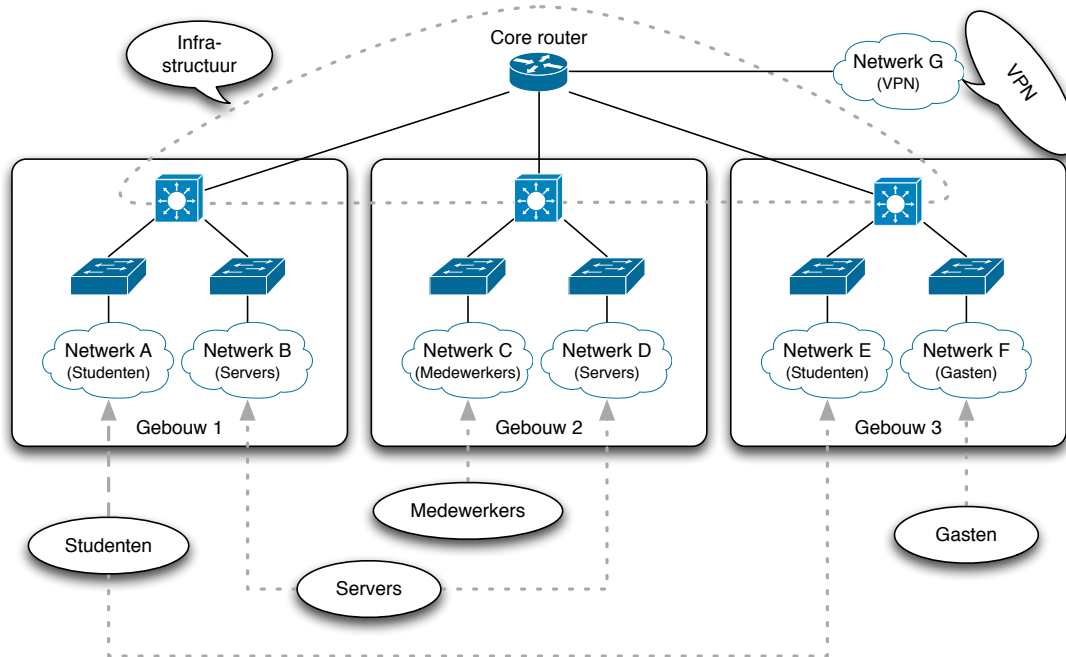 Infra-
structuur
Core router
Netwerk G
(VPN)
VPN
Netwerk A
(Studenten)
Netwerk B
(Servers)
Netwerk C
(Medewerkers)
Netwerk D
(Servers)
Netwerk E
(Studenten)
Netwerk F
(Gasten)
Gebouw 1
Gebouw 2
Gebouw 3
Medewerkers
Studenten
Gasten
Servers